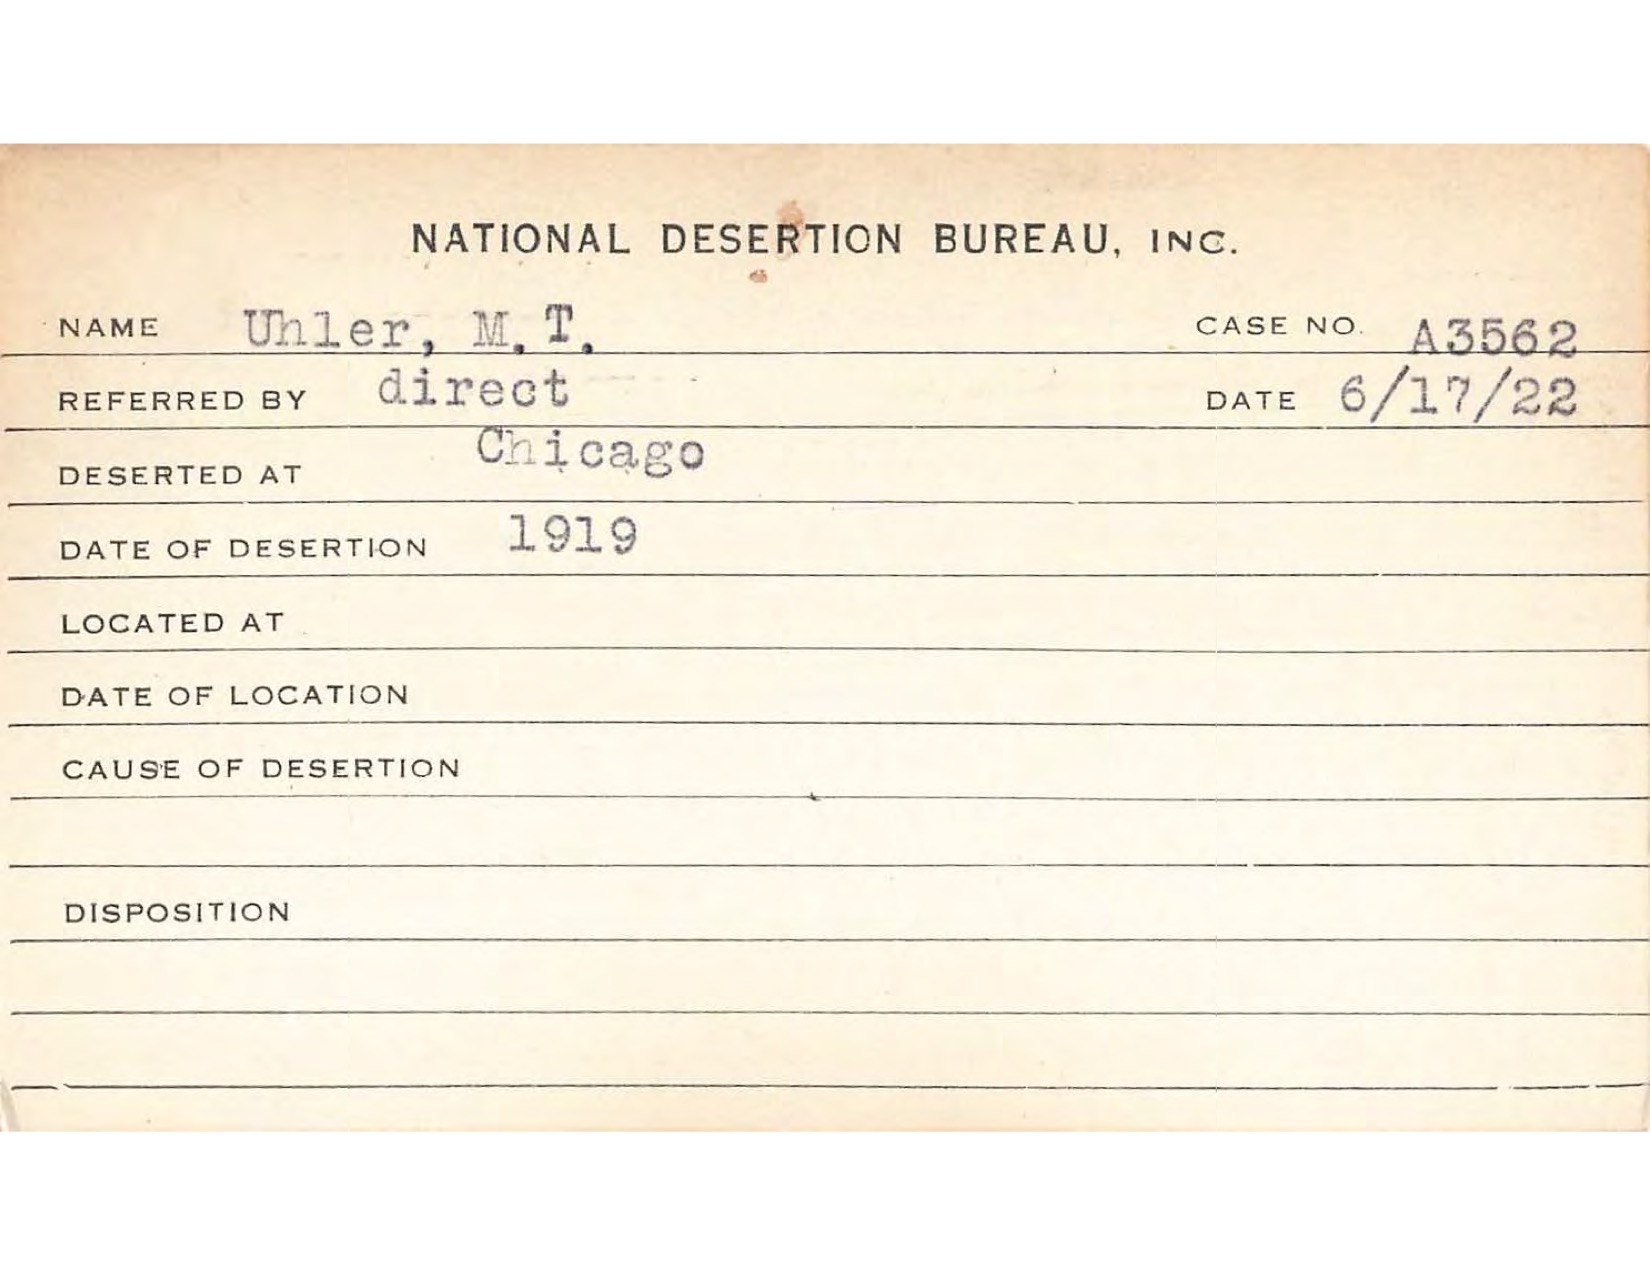 NATIONAL DESERTION BUREAU, INC.
NAME Uhler, M. T. CASE NO. A3562
REFERRED BY direct DATE 6/17/22
DESERTED AT Chicago
DATE OF DESERTION 1919
LOCATED AT
DATE OF LOCATION
CAUSE OF DESERTION
DISPOSITION